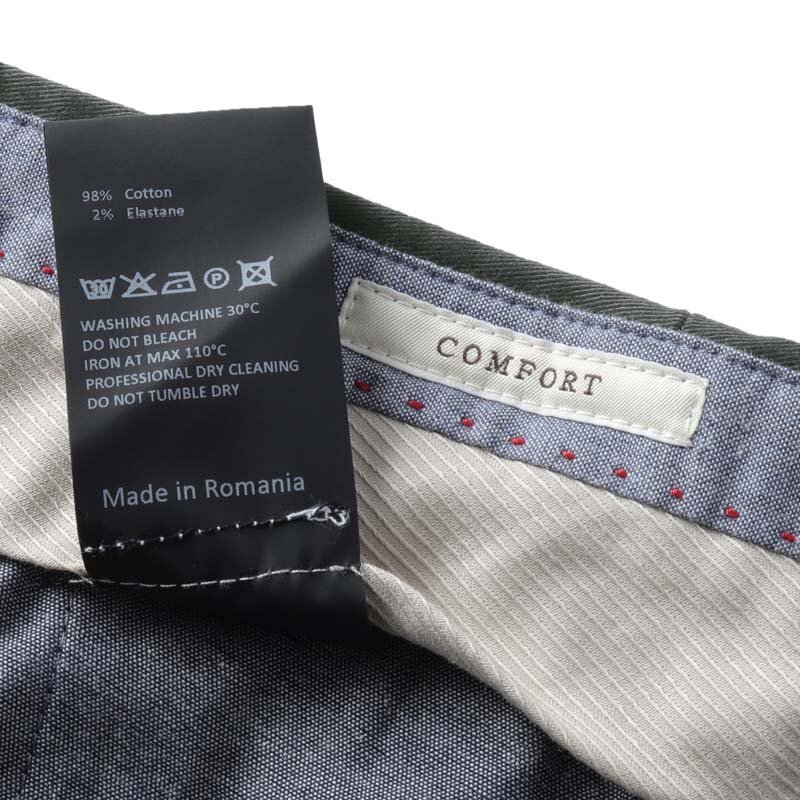 98% Cotton
2% Elastane
30 P
WASHING MACHINE 30°C
DO NOT BLEACH
IRON AT MAX 110°C
PROFESSIONAL DRY CLEANING
DO NOT TUMBLE DRY
Made in Romania
COMFORT